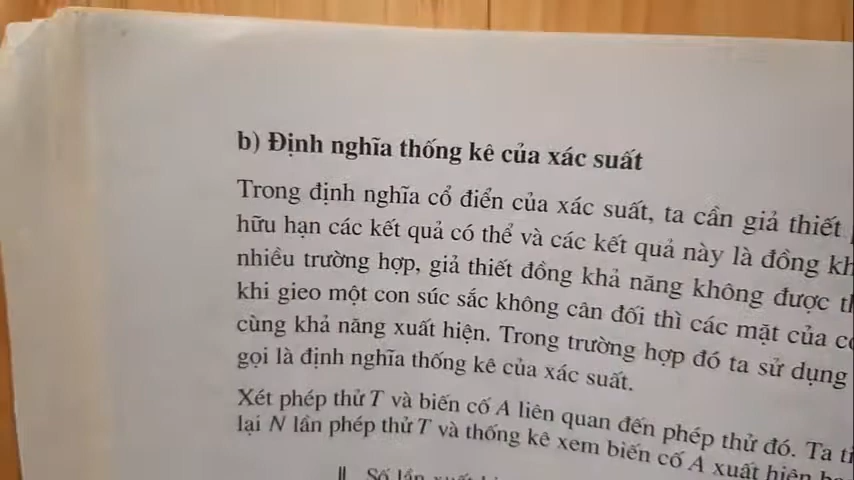 b) Định nghĩa thống kê của xác suất
Trong định nghĩa cổ điển của xác suất, ta cần giả thiết
hữu hạn các kết quả có thể và các kết quả này là đồng
nhiều trường hợp, giả thiết đồng khả năng không được
khi gieo một con súc sắc không cân đối thì các mặt của
cùng khả năng xuất hiện. Trong trường hợp đó ta sử dụng
gọi là định nghĩa thống kê của xác suất.
Xét phép thử T và biến cố A liên quan đến phép thử đó. Ta
lại N lần phép thử T và thống kê xem biến cố A xuất hiện
Số lần